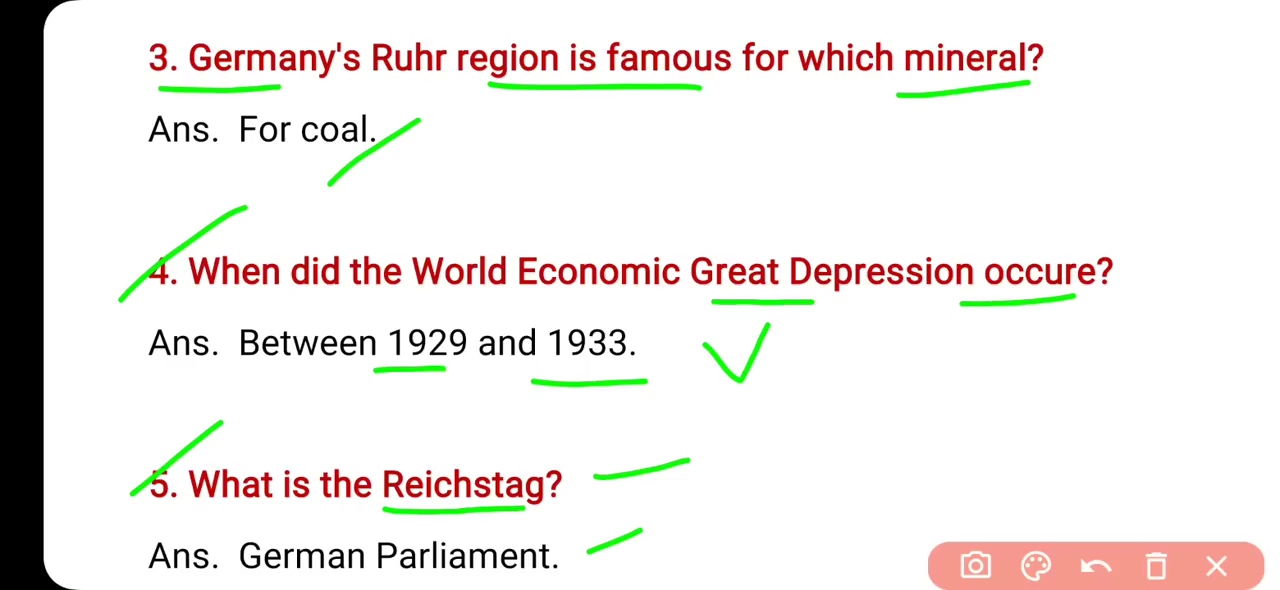 3. Germany's Ruhr region is famous for which mineral?
Ans. For coal.
4. When did the World Economic Great Depression occure?
Ans. Between 1929 and 1933.
5. What is the Reichstag?
Ans. German Parliament.